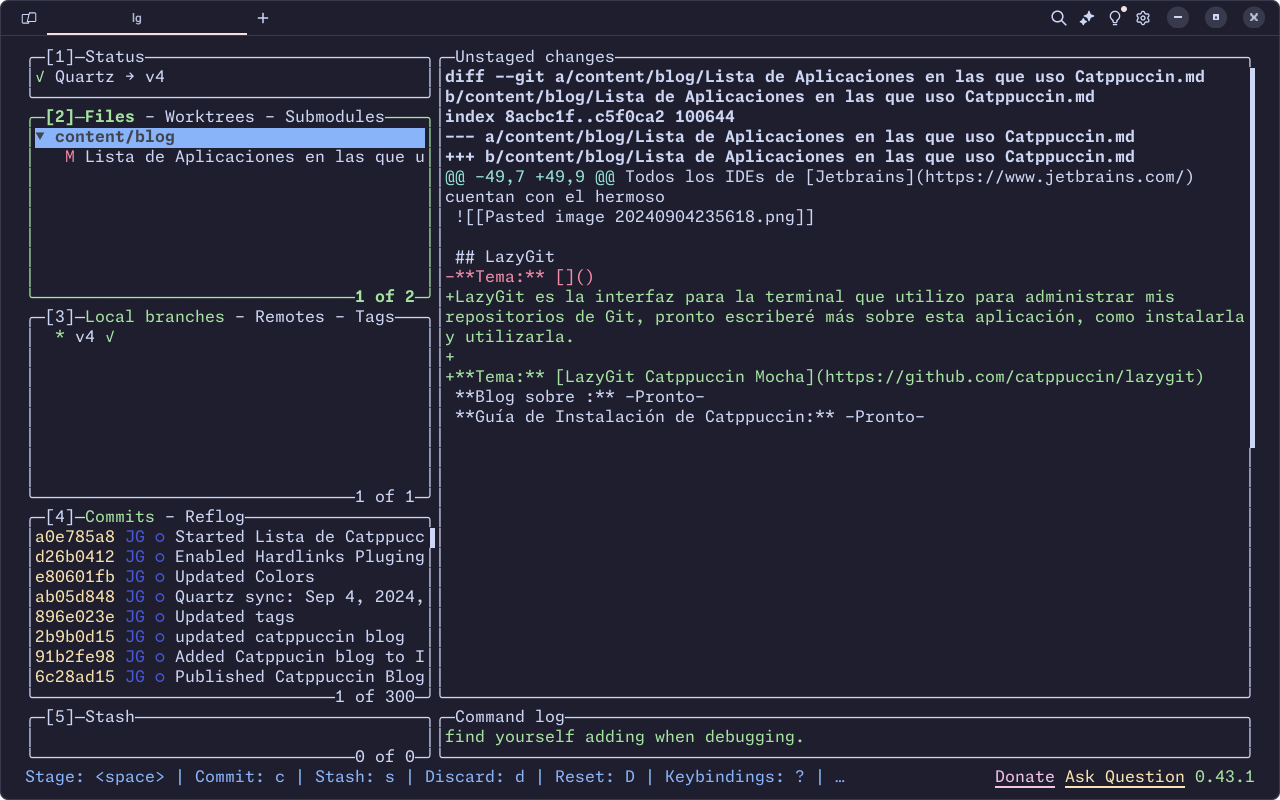 lg
[1]—Status
√ Quartz → v4
[2]—Files - Worktrees - Submodules
▼ content/blog
M Lista de Aplicaciones en las que u
1 of 2
[3]—Local branches - Remotes - Tags
* v4 √
1 of 1
[4]—Commits - Reflog
a0e785a8 JG ○ Started Lista de Catppucc
d26b0412 JG ○ Enabled Hardlinks Pluging
e80601fb JG ○ Updated Colors
ab05d848 JG ○ Quartz sync: Sep 4, 2024,
896e023e JG ○ Updated tags
2b9b0d15 JG ○ updated catppuccin blog
91b2fe98 JG ○ Added Catppucin blog to I
6c28ad15 JG ○ Published Catppuccin Blog
1 of 300
[5]—Stash
0 of 0
Unstaged changes
diff --git a/content/blog/Lista de Aplicaciones en las que uso Catppuccin.md
b/content/blog/Lista de Aplicaciones en las que uso Catppuccin.md
index 8acbc1f..c5f0ca2 100644
--- a/content/blog/Lista de Aplicaciones en las que uso Catppuccin.md
+++ b/content/blog/Lista de Aplicaciones en las que uso Catppuccin.md
@@ -49,7 +49,9 @@ Todos los IDEs de [Jetbrains](https://www.jetbrains.com/)
cuentan con el hermoso
![[Pasted image 20240904235618.png]]
## LazyGit
-**Tema:** []()
+LazyGit es la interfaz para la terminal que utilizo para administrar mis
repositorios de Git, pronto escriberé más sobre esta aplicación, como instalarla
y utilizarla.
+
+**Tema:** [LazyGit Catppuccin Mocha](https://github.com/catppuccin/lazygit)
**Blog sobre :** -Pronto-
**Guía de Instalación de Catppuccin:** -Pronto-
Command log
find yourself adding when debugging.
Stage: <space> | Commit: c | Stash: s | Discard: d | Reset: D | Keybindings: ? | …
Donate Ask Question 0.43.1